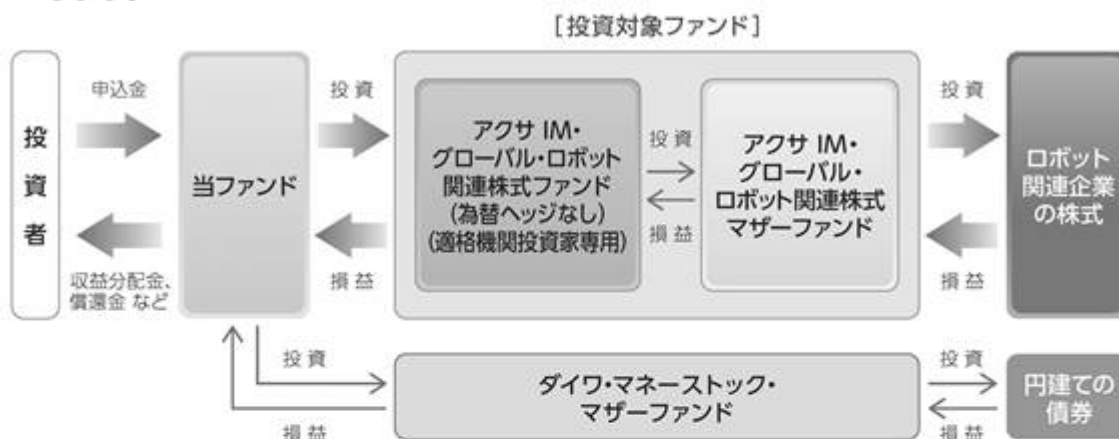 [投資対象ファンド]
投資者
申込金
収益分配金、
償還金 など
当ファンド
投資
損益
アクサ IM・
グローバル・ロボット
関連株式ファンド
(為替ヘッジなし)
(適格機関投資家専用)
投資
損益
アクサ IM・
グローバル・
ロボット関連株式
マザーファンド
投資
損益
ロボット
関連企業
の株式
投資
損益
ダイワ・マネーストック・
マザーファンド
投資
損益
円建ての
債券